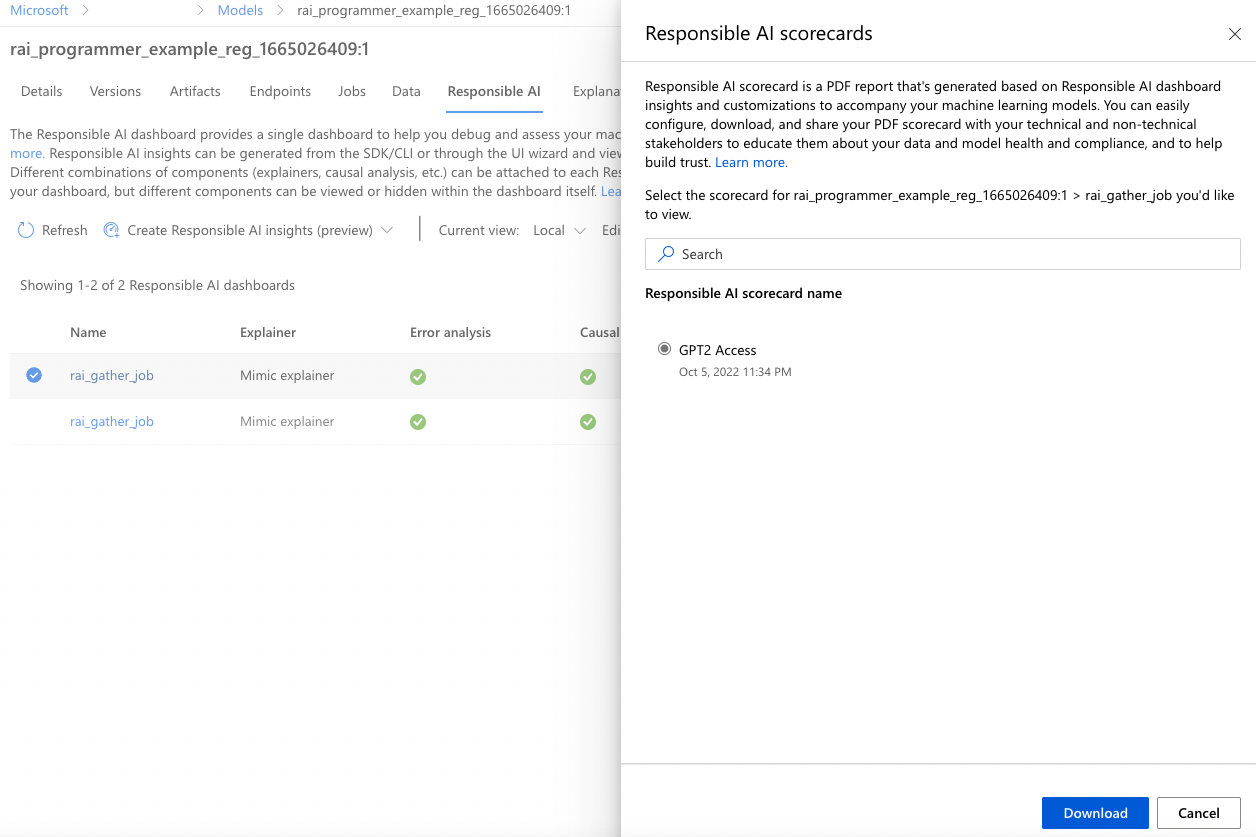 Microsoft > > Models > rai_programmer_example_reg_1665026409:1
rai_programmer_example_reg_1665026409:1
Details Versions Artifacts Endpoints Jobs Data Responsible AI
The Responsible AI dashboard provides a single dashboard to help you debug and assess your
more. Responsible AI insights can be generated from the SDK/CLI or through the UI wizard and
Different combinations of components (explainers, causal analysis, etc.) can be attached to each
your dashboard, but different components can be viewed or hidden within the dashboard itself.
Refresh Create Responsible AI insights (preview) Current view: Local
Showing 1-2 of 2 Responsible AI dashboards
Name Explainer Error analysis Causal
rai_gather_job Mimic explainer
rai_gather_job Mimic explainer
Responsible AI scorecards
Responsible AI scorecard is a PDF report that's generated based on Responsible AI dashboard
insights and customizations to accompany your machine learning models. You can easily
configure, download, and share your PDF scorecard with your technical and non-technical
stakeholders to educate them about your data and model health and compliance, and to help
build trust. Learn more.
Select the scorecard for rai_programmer_example_reg_1665026409:1 > rai_gather_job you'd like
to view.
Search
Responsible AI scorecard name
GPT2 Access
Oct 5, 2022 11:34 PM
Download Cancel